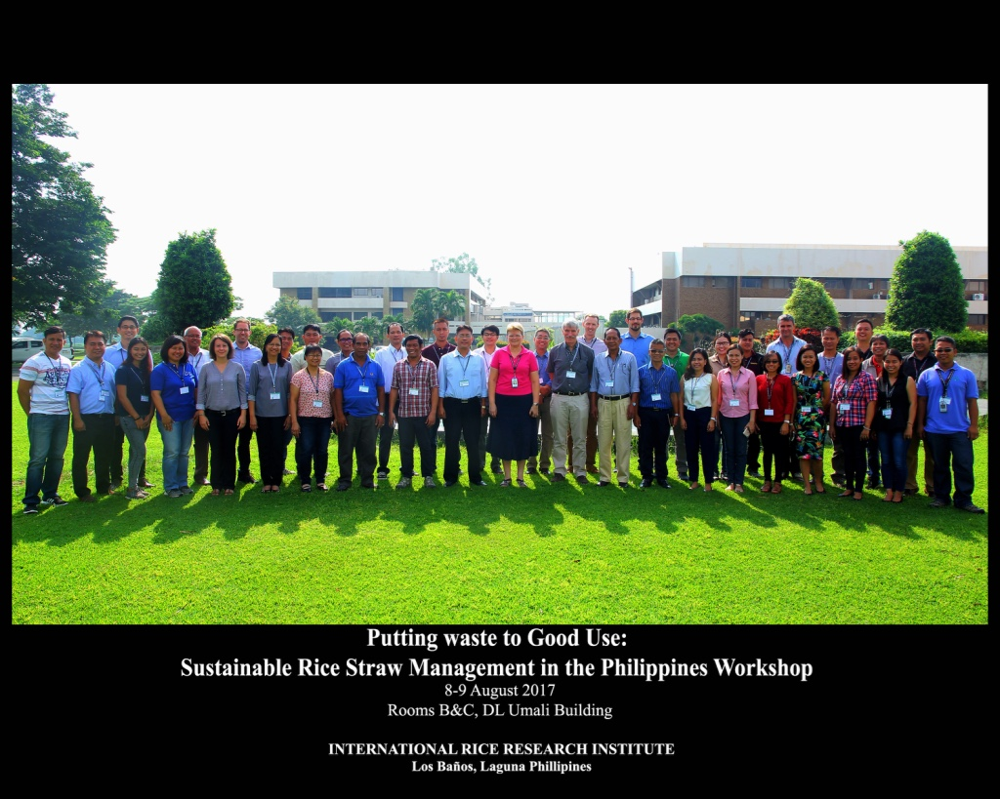 Putting waste to Good Use:
Sustainable Rice Straw Management in the Philippines Workshop
8-9 August 2017
Rooms B&C, DL Umali Building
INTERNATIONAL RICE RESEARCH INSTITUTE
Los Baños, Laguna Phillipines